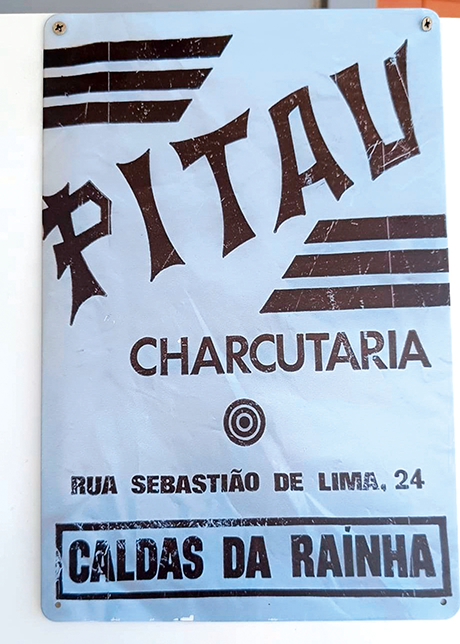 PITAU
CHARCUTARIA
RUA SEBASTIÃO DE LIMA, 24
CALDAS DA RAÍNHA